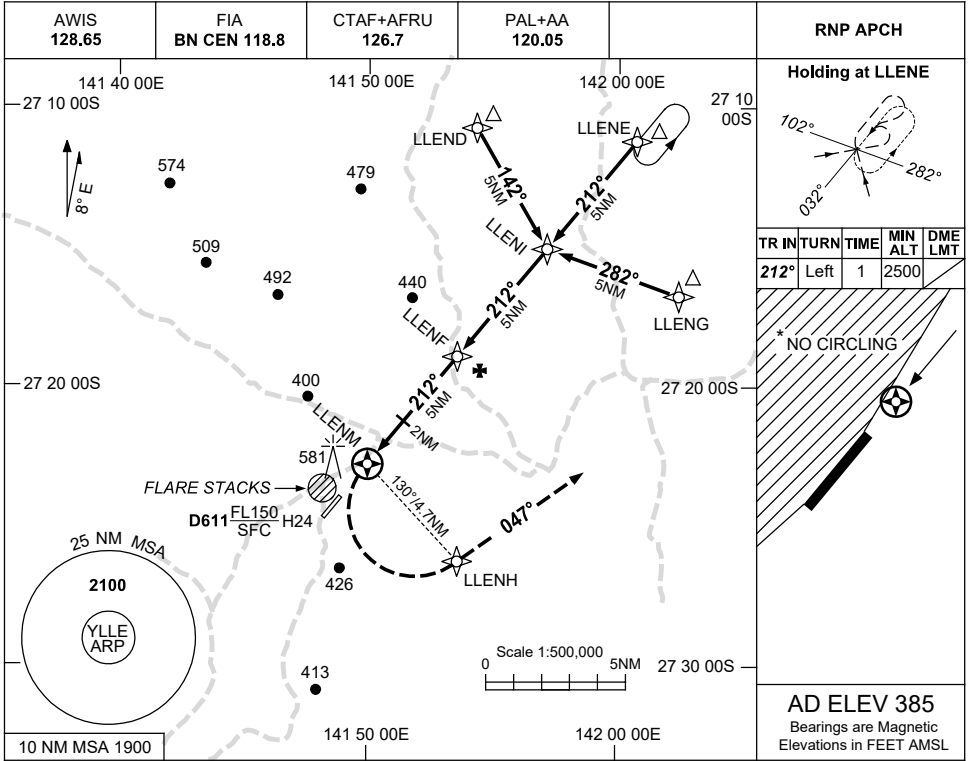 AWIS
128.65
FIA
BN CEN 118.8
CTAF+AFRU
126.7
PAL+AA
120.05
RNP APCH
141 40 00E
141 50 00E
142 00 00E
27 10 00S
27 10
00S
8° E
574
479
509
492
440
LLEND
LLENE
142°
5NM
212°
5NM
LLENI
282°
5NM
LLENG
212°
5NM
LLENF
27 20 00S
27 20 00S
400
212°
5NM
2NM
LLENM
581
FLARE STACKS
D611 FL150 H24
SFC
130°/4.7NM
047°
LLENH
426
413
25 NM MSA
2100
YLLE
ARP
10 NM MSA 1900
Scale 1:500,000
0 5NM
27 30 00S
141 50 00E
142 00 00E
Holding at LLENE
102°
282°
032°
TR IN TURN TIME MIN ALT DME LMT
212° Left 1 2500
* NO CIRCLING
AD ELEV 385
Bearings are Magnetic
Elevations in FEET AMSL